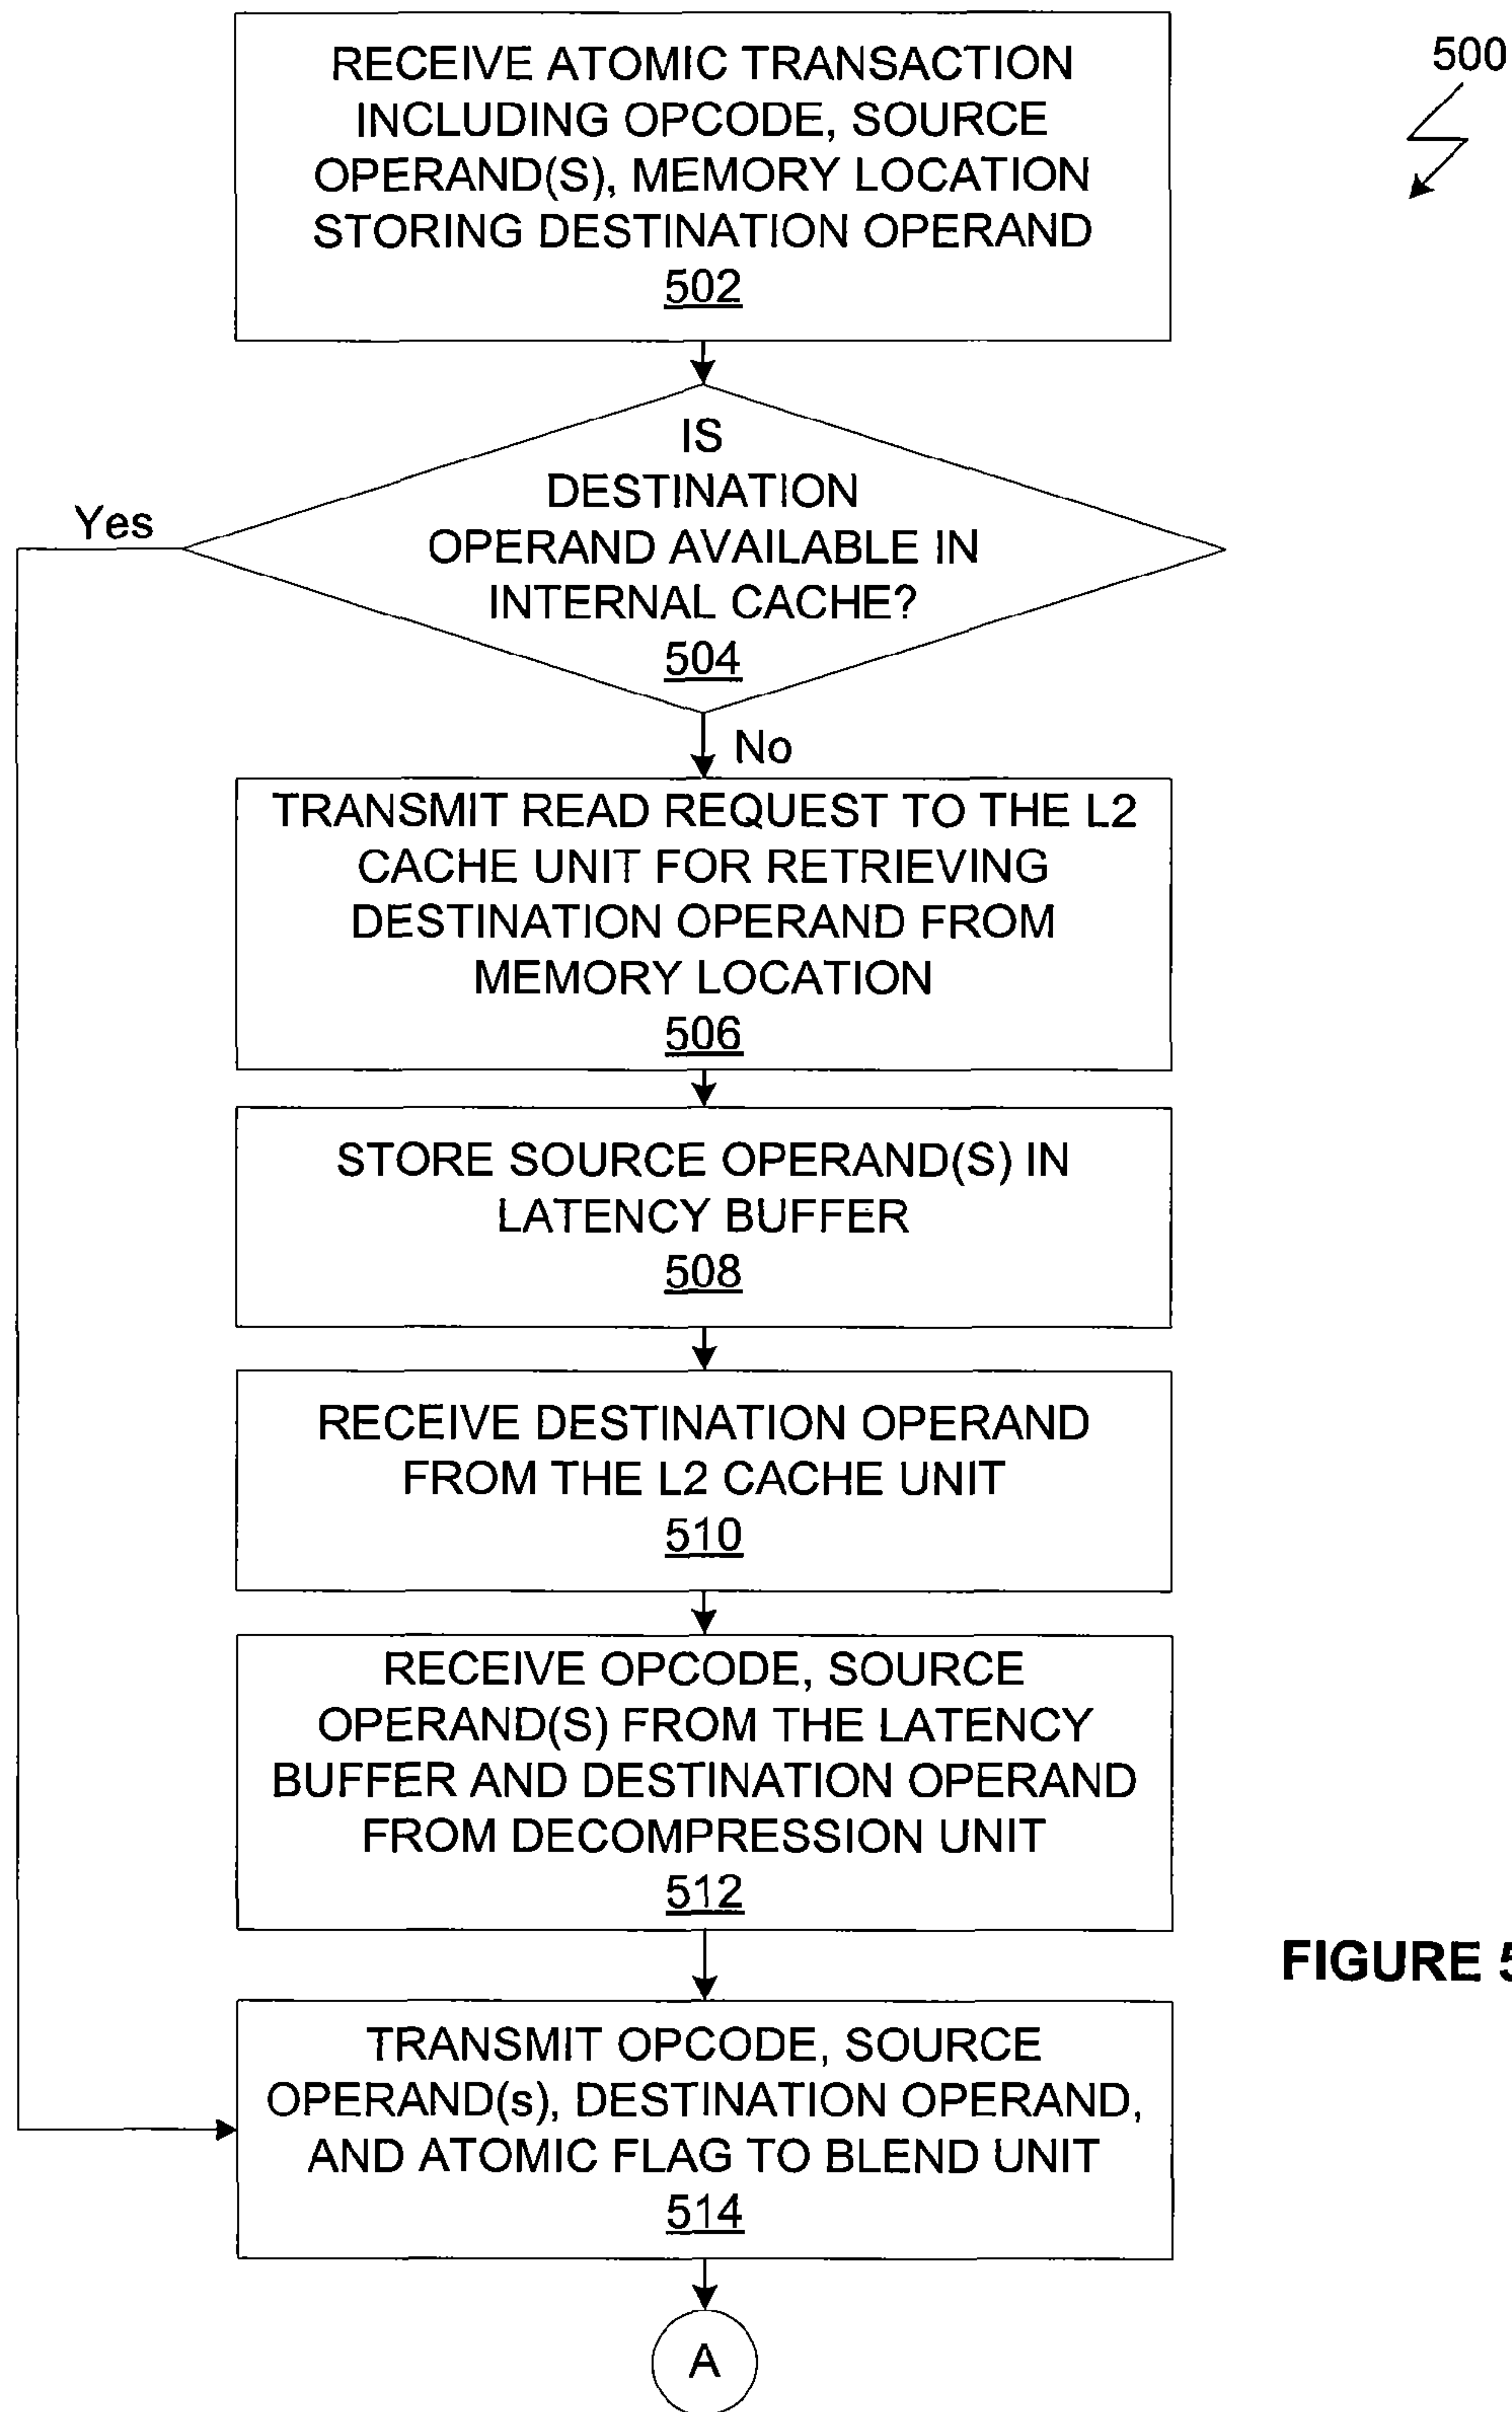 500
RECEIVE ATOMIC TRANSACTION
INCLUDING OPCODE, SOURCE
OPERAND(S), MEMORY LOCATION
STORING DESTINATION OPERAND
502
IS
DESTINATION
OPERAND AVAILABLE IN
INTERNAL CACHE?
504
Yes
No
TRANSMIT READ REQUEST TO THE L2
CACHE UNIT FOR RETRIEVING
DESTINATION OPERAND FROM
MEMORY LOCATION
506
STORE SOURCE OPERAND(S) IN
LATENCY BUFFER
508
RECEIVE DESTINATION OPERAND
FROM THE L2 CACHE UNIT
510
RECEIVE OPCODE, SOURCE
OPERAND(S) FROM THE LATENCY
BUFFER AND DESTINATION OPERAND
FROM DECOMPRESSION UNIT
512
FIGURE 5
TRANSMIT OPCODE, SOURCE
OPERAND(s), DESTINATION OPERAND,
AND ATOMIC FLAG TO BLEND UNIT
514
A